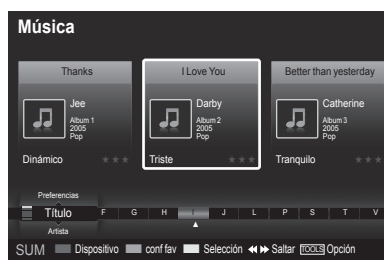 Música
Thanks
I Love You
Better than yesterday
Jee
Album 1
2005
Pop
Darby
Album 2
2005
Pop
Catherine
Album 3
2005
Pop
Dinámico
Triste
Tranquilo
Preferencias
Título F G H I J L P S T V
Artista
SUM Dispositivo conf fav Selección Saltar TOOLS Opción